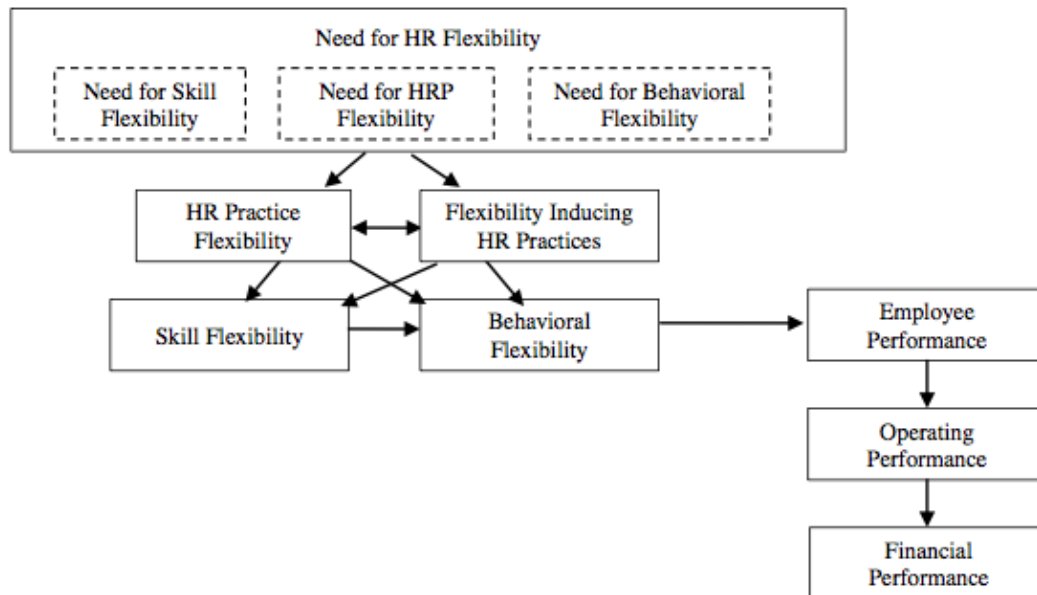 Need for HR Flexibility
Need for Skill
Flexibility
Need for HRP
Flexibility
Need for Behavioral
Flexibility
HR Practice
Flexibility
Flexibility Inducing
HR Practices
Skill Flexibility
Behavioral
Flexibility
Employee
Performance
Operating
Performance
Financial
Performance